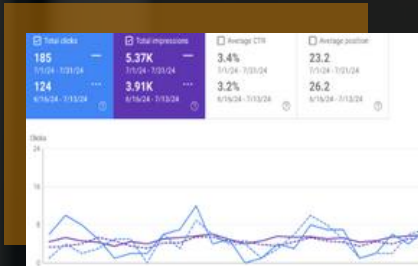 Total clicks
Total impressions
Average CTR
Average position
185
5.37K
3.4%
23.2
7/1/24 - 7/31/24
7/1/24 - 7/31/24
7/1/24 - 7/31/24
7/1/24 - 7/31/24
124
3.91K
3.2%
26.2
6/16/24 - 7/13/24
6/16/24 - 7/13/24
6/16/24 - 7/13/24
6/16/24 - 7/13/24
Clicks
24
16
8
0